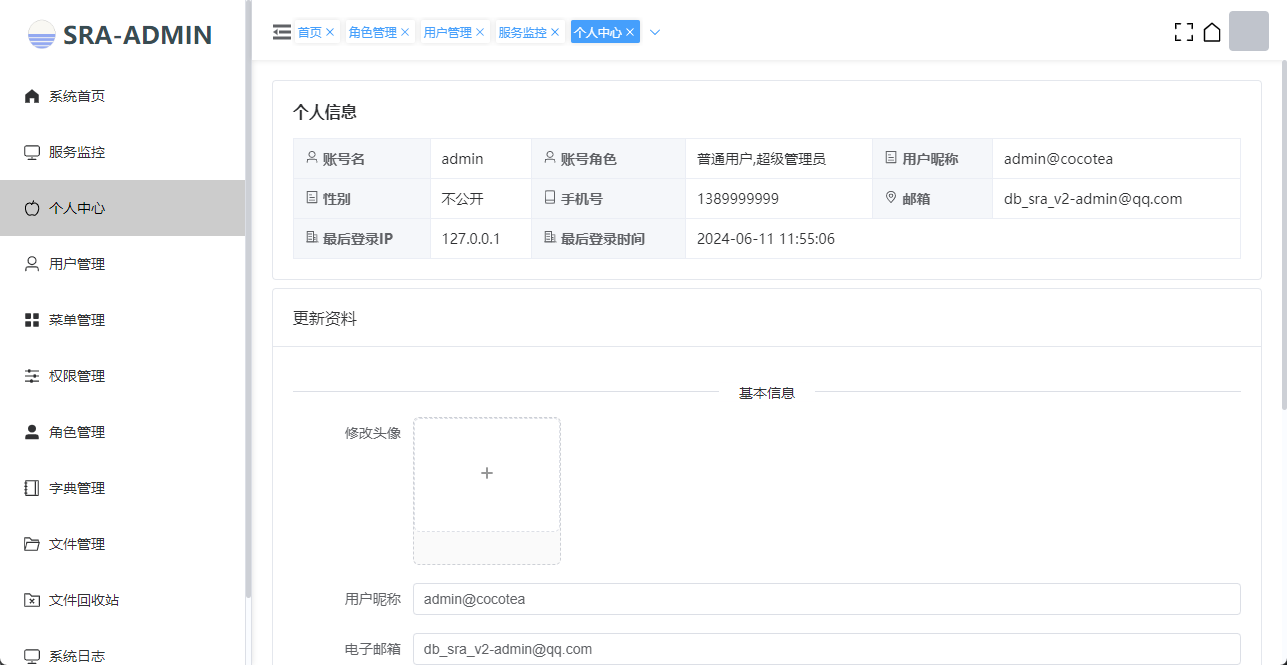 SRA-ADMIN
首页 角色管理 用户管理 服务监控 个人中心
系统首页
服务监控
个人中心
用户管理
菜单管理
权限管理
角色管理
字典管理
文件管理
文件回收站
系统日志
个人信息
账号名 admin 账号角色 普通用户,超级管理员 用户昵称 admin@cocotea
性别 不公开 手机号 1389999999 邮箱 db_sra_v2-admin@qq.com
最后登录IP 127.0.0.1 最后登录时间 2024-06-11 11:55:06
更新资料
基本信息
修改头像
用户昵称 admin@cocotea
电子邮箱 db_sra_v2-admin@qq.com